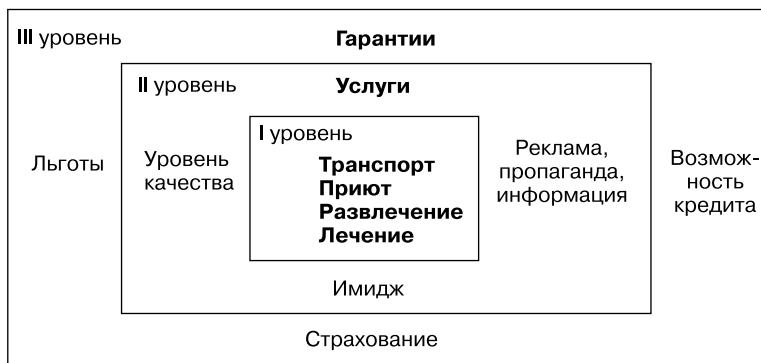 III уровень
Гарантии
II уровень
Услуги
I уровень
Транспорт
Приют
Развлечение
Лечение
Льготы
Уровень
качества
Реклама,
пропаганда,
информация
Возмож-
ность
кредита
Имидж
Страхование